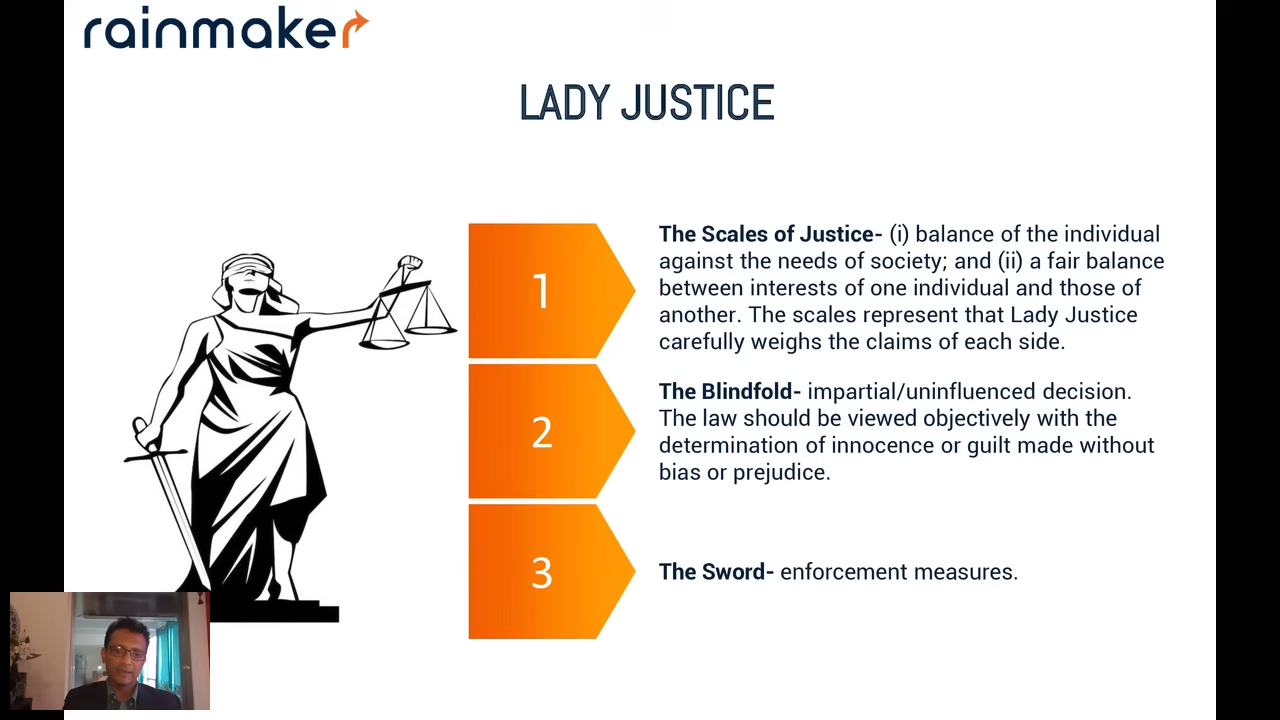 rainmaker
LADY JUSTICE
1
The Scales of Justice- (i) balance of the individual
against the needs of society; and (ii) a fair balance
between interests of one individual and those of
another. The scales represent that Lady Justice
carefully weighs the claims of each side.
2
The Blindfold- impartial/uninfluenced decision.
The law should be viewed objectively with the
determination of innocence or guilt made without
bias or prejudice.
3
The Sword- enforcement measures.